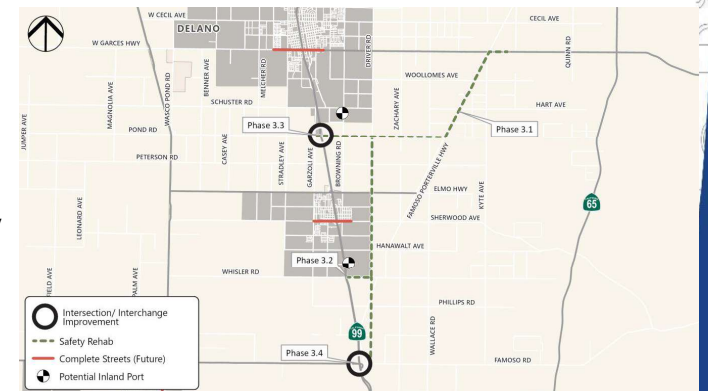 W CECIL AVE
CECIL AVE
DELANO
W GARCES HWY
DRIVER RD
QUINN RD
WOOLLOMES AVE
MELCHER RD
BENNER AVE
WASCO POND RD
MAGNOLIA AVE
JUMPER AVE
SCHUSTER RD
ZACHARY AVE
HART AVE
Phase 3.3
Phase 3.1
POND RD
PETERSON RD
CASEY AVE
STRADLEY AVE
GARZOLI AVE
BROWNING RD
FAMOSO PORTERVILLE HWY
ELMO HWY
KYTE AVE
65
SHERWOOD AVE
LEONARD AVE
HANAWALT AVE
Phase 3.2
WHISLER RD
FIELD AVE
PALM AVE
PHILLIPS RD
WALLACE RD
99
Phase 3.4
FAMOSO RD
Intersection/ Interchange
Improvement
Safety Rehab
Complete Streets (Future)
Potential Inland Port